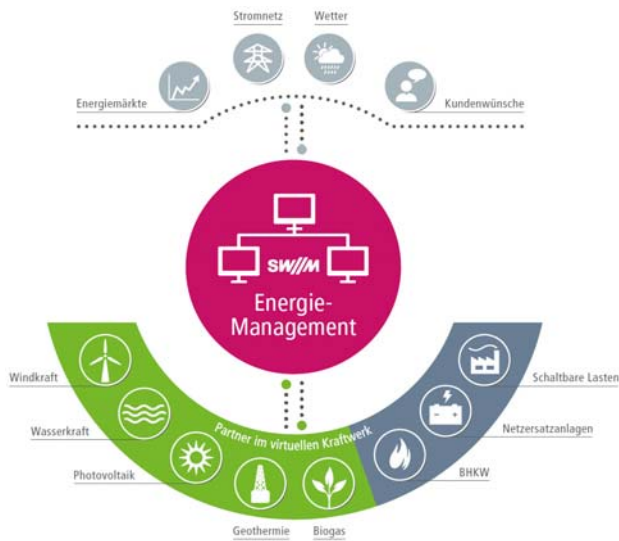 Stromnetz
Wetter
Energiemärkte
Kundenwünsche
SW//M
Energie-
Management
Windkraft
Schaltbare Lasten
Wasserkraft
Netzersatzanlagen
Partner im virtuellen Kraftwerk
Photovoltaik
BHKW
Geothermie
Biogas